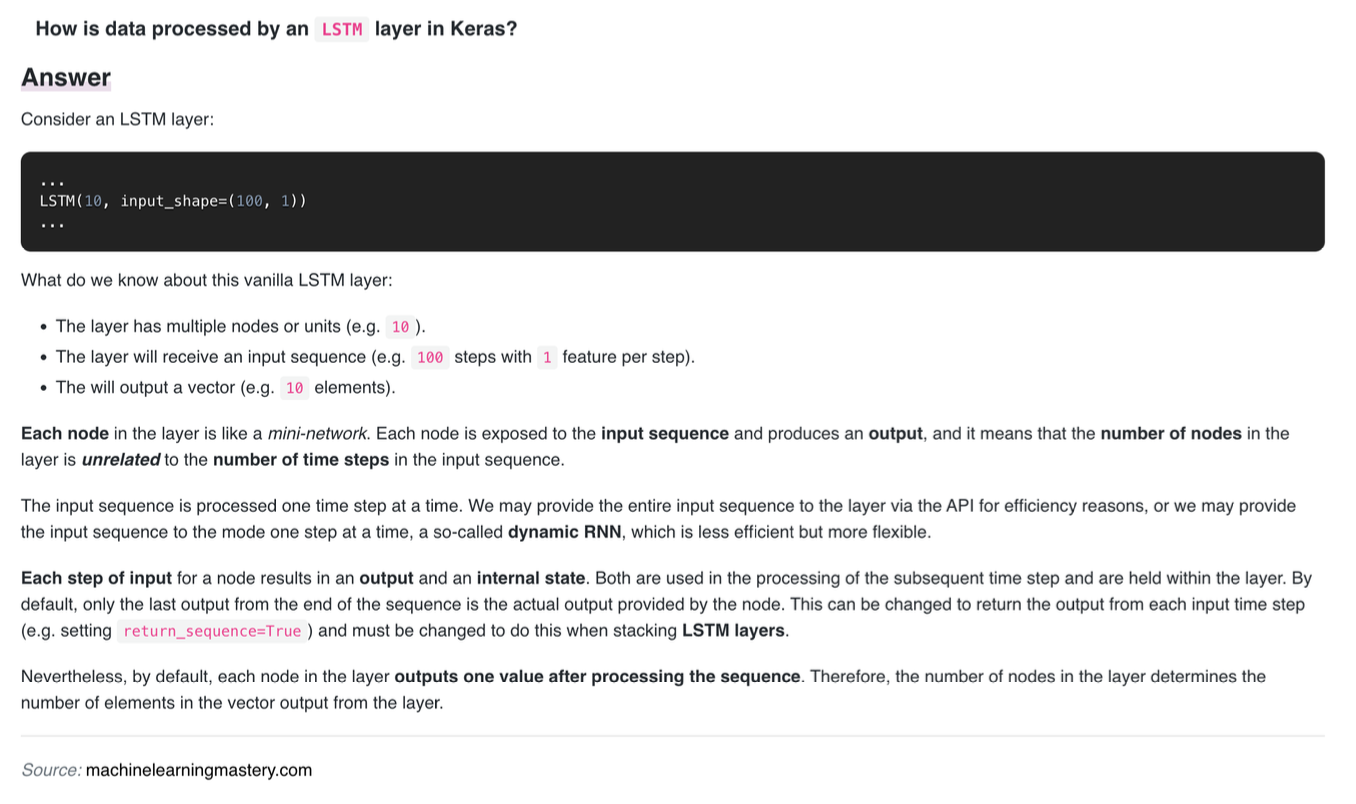 How is data processed by an LSTM layer in Keras?
Answer
Consider an LSTM layer:
...
LSTM(10, input_shape=(100, 1))
...
What do we know about this vanilla LSTM layer:
• The layer has multiple nodes or units (e.g. 10 ).
• The layer will receive an input sequence (e.g. 100 steps with 1 feature per step).
• The will output a vector (e.g. 10 elements).
Each node in the layer is like a mini-network. Each node is exposed to the input sequence and produces an output, and it means that the number of nodes in the
layer is unrelated to the number of time steps in the input sequence.
The input sequence is processed one time step at a time. We may provide the entire input sequence to the layer via the API for efficiency reasons, or we may provide
the input sequence to the mode one step at a time, a so-called dynamic RNN, which is less efficient but more flexible.
Each step of input for a node results in an output and an internal state. Both are used in the processing of the subsequent time step and are held within the layer. By
default, only the last output from the end of the sequence is the actual output provided by the node. This can be changed to return the output from each input time step
(e.g. setting return_sequence=True ) and must be changed to do this when stacking LSTM layers.
Nevertheless, by default, each node in the layer outputs one value after processing the sequence. Therefore, the number of nodes in the layer determines the
number of elements in the vector output from the layer.
Source: machinelearningmastery.com